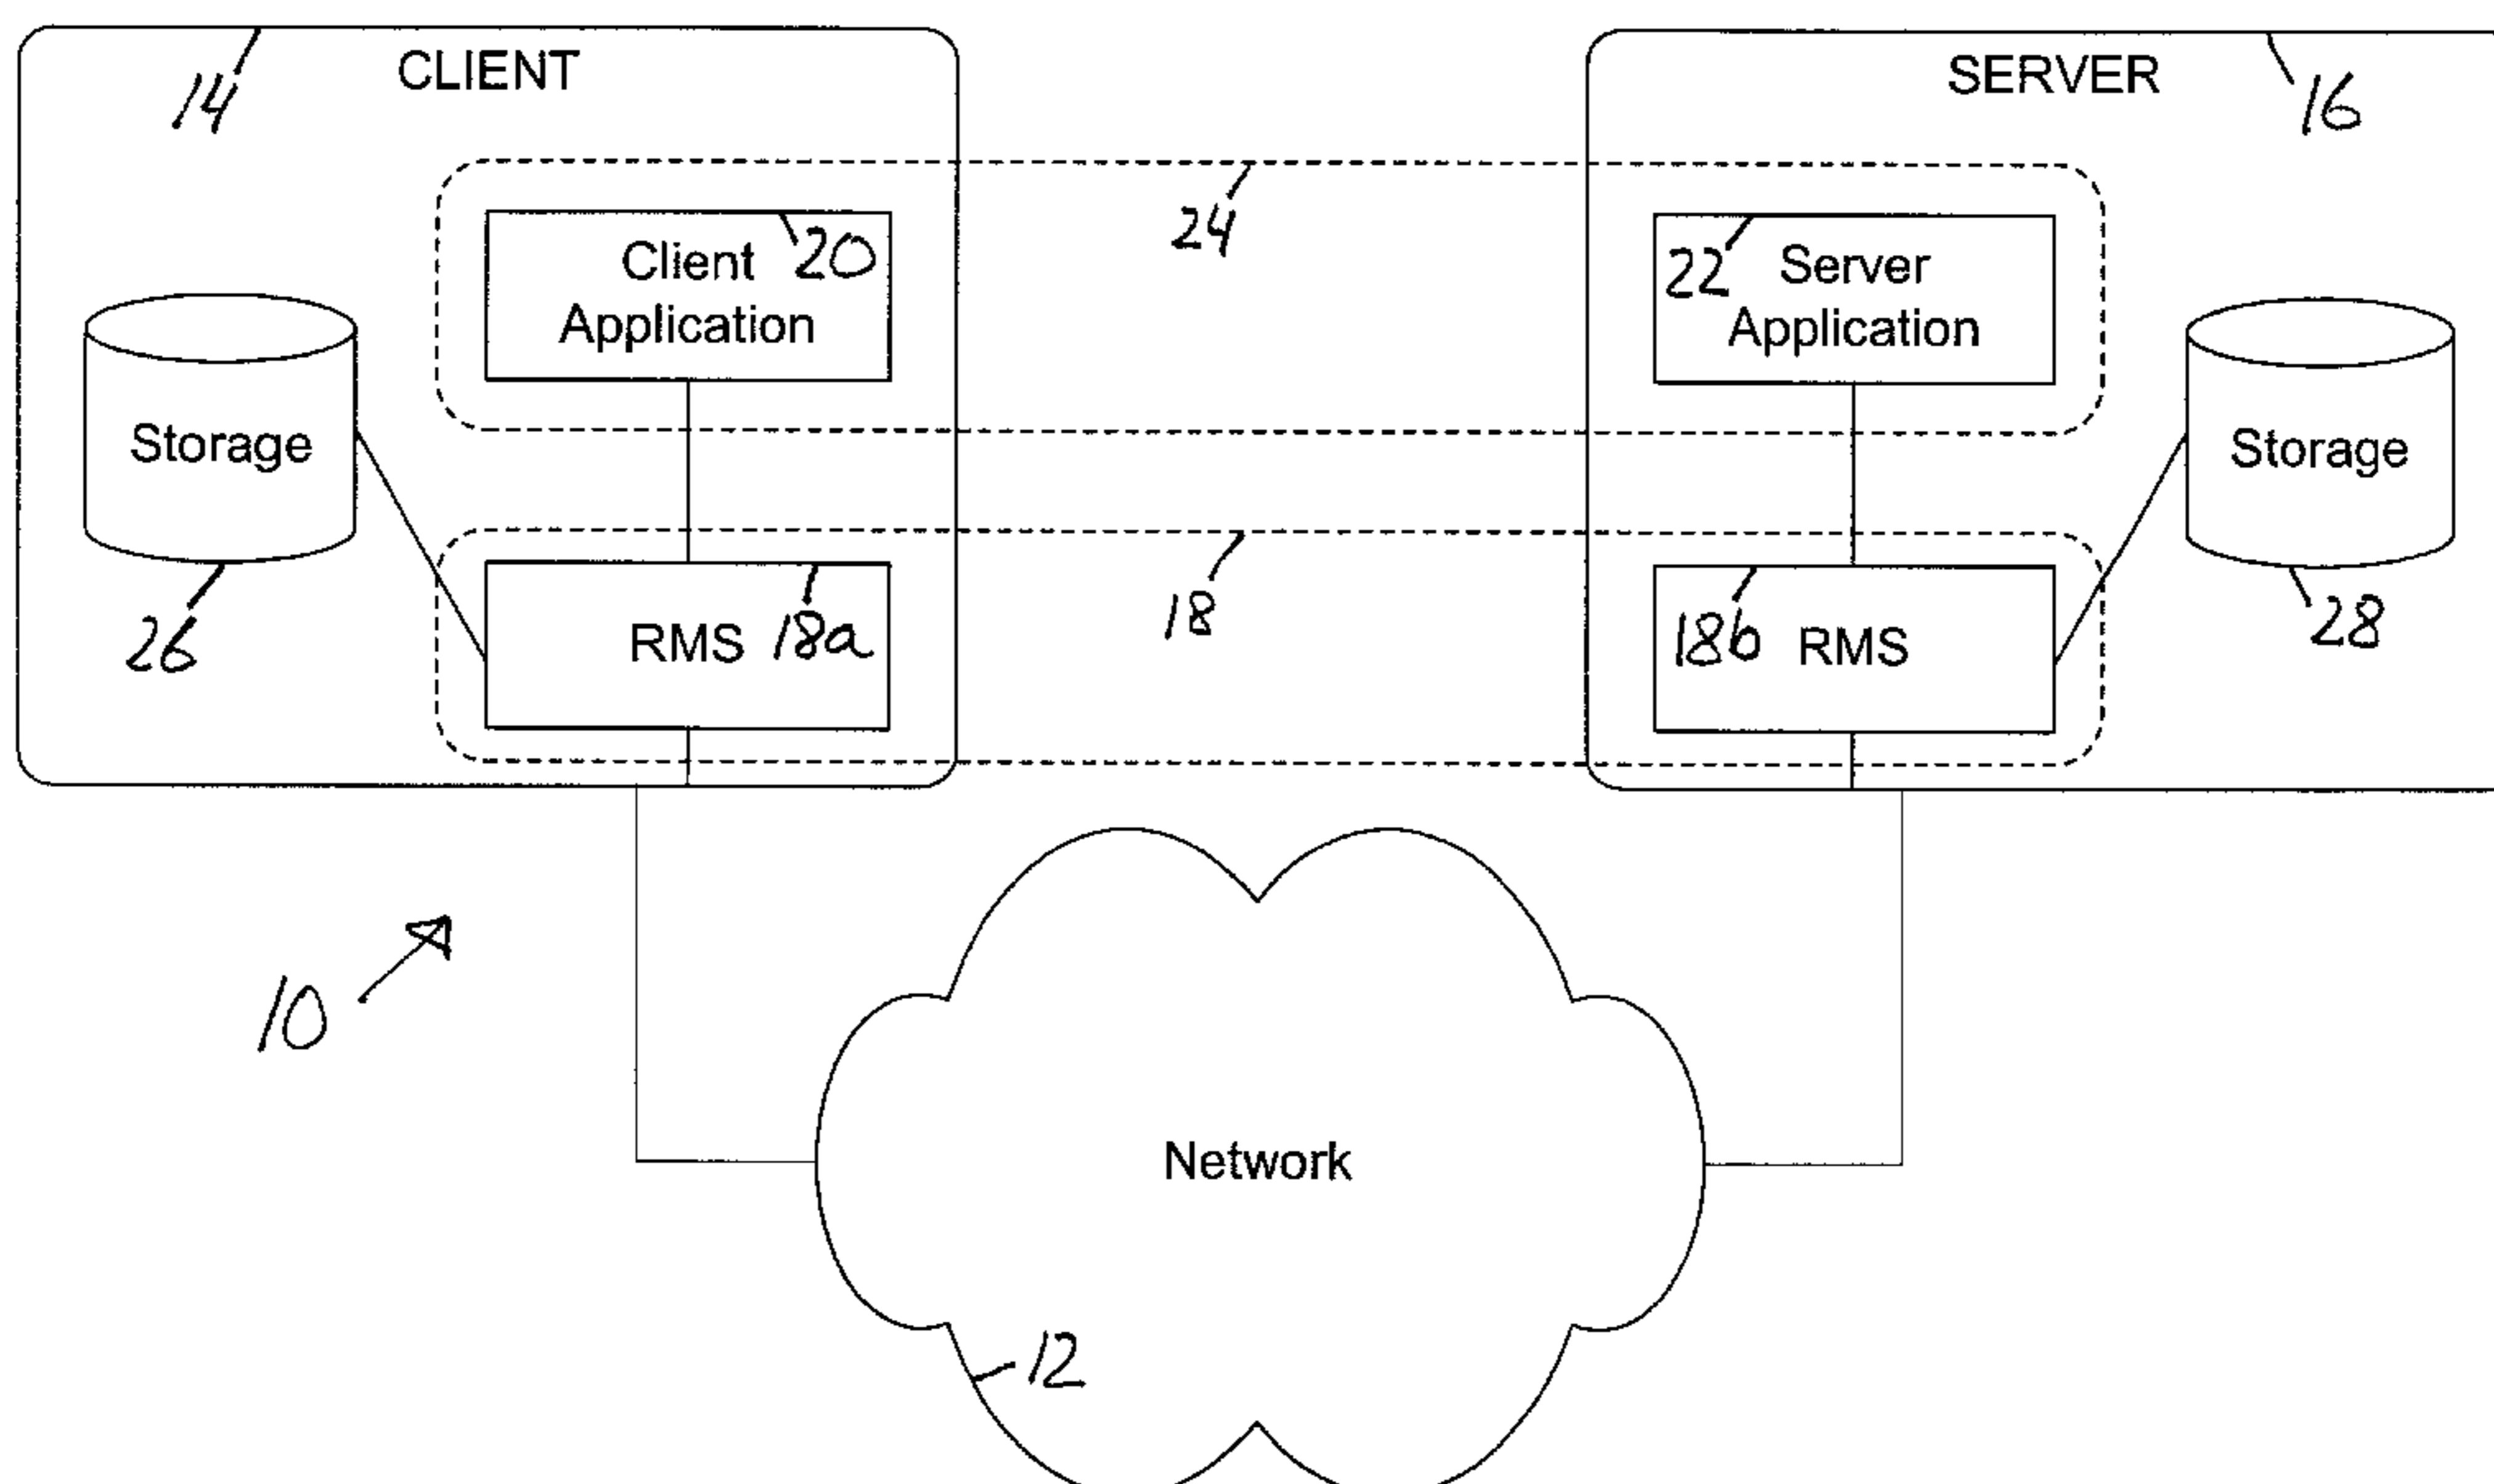 CLIENT
SERVER
14
16
24
Client 20
Application
22 Server
Application
Storage
Storage
18
RMS 18a
18b RMS
26
28
10
Network
12